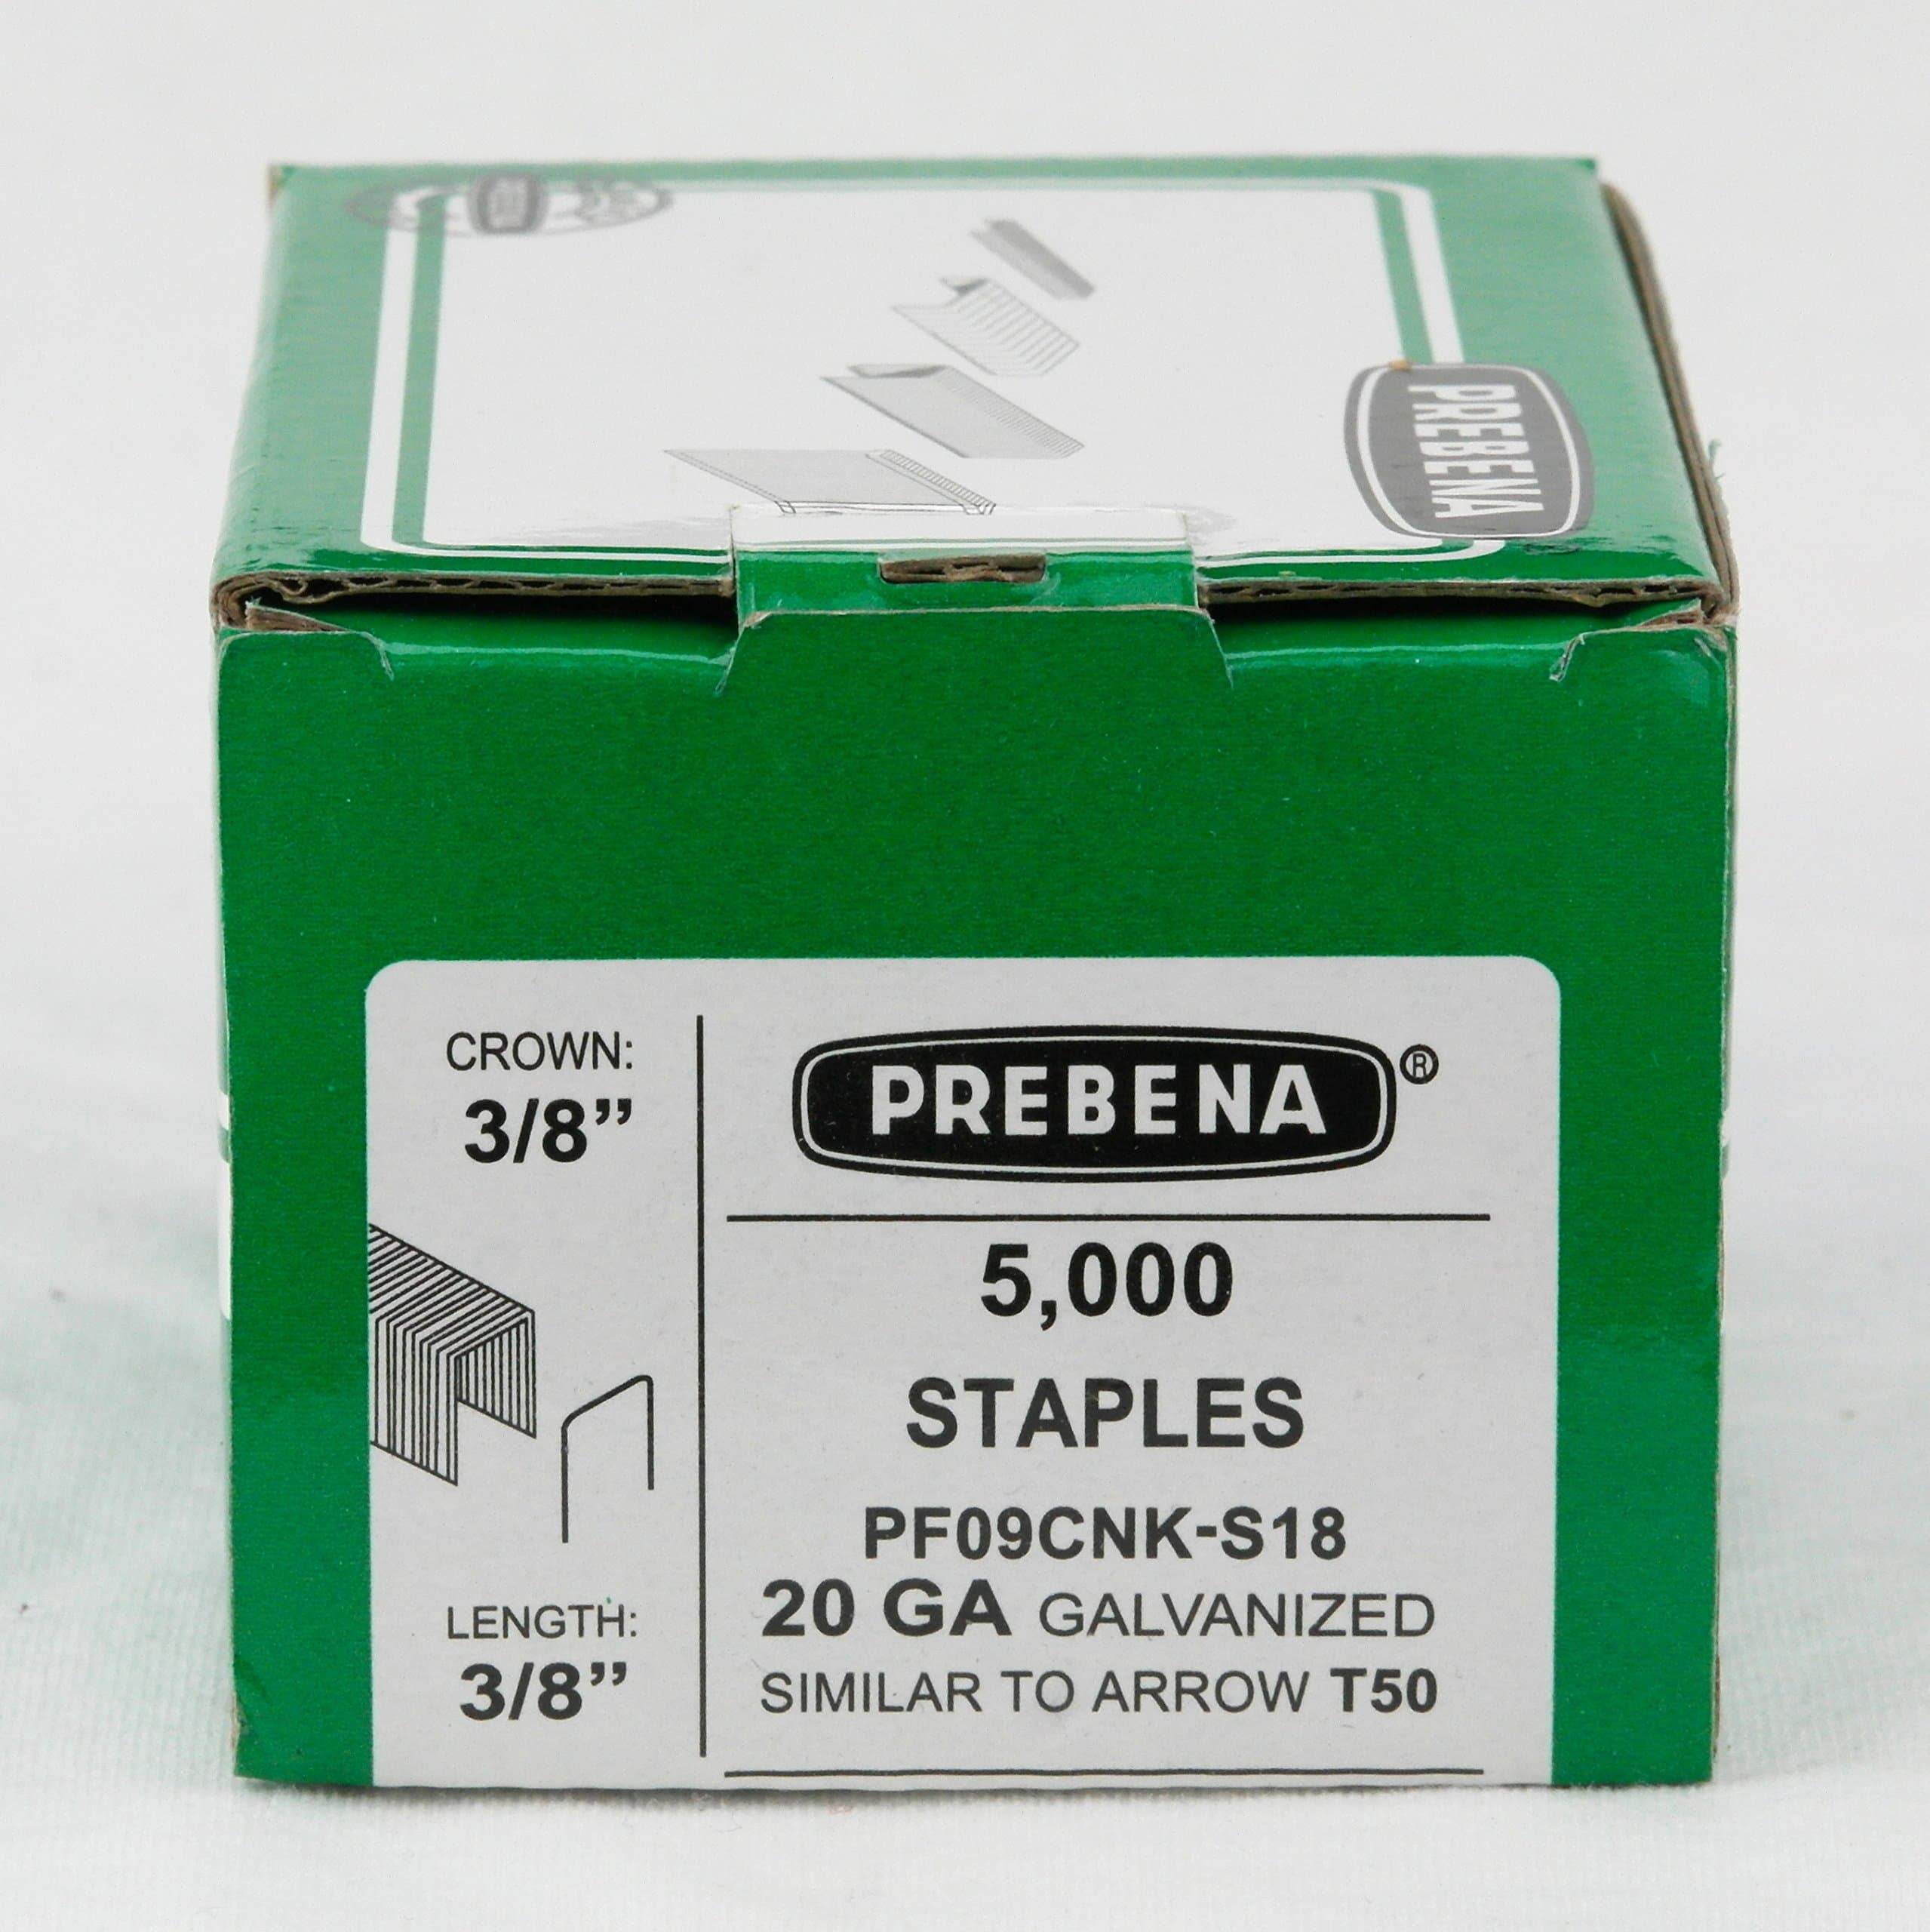 PREBENA
CROWN:
3/8”
LENGTH:
3/8”
PREBENA®
5,000
STAPLES
PF09CNK-S18
20 GA GALVANIZED
SIMILAR TO ARROW T50